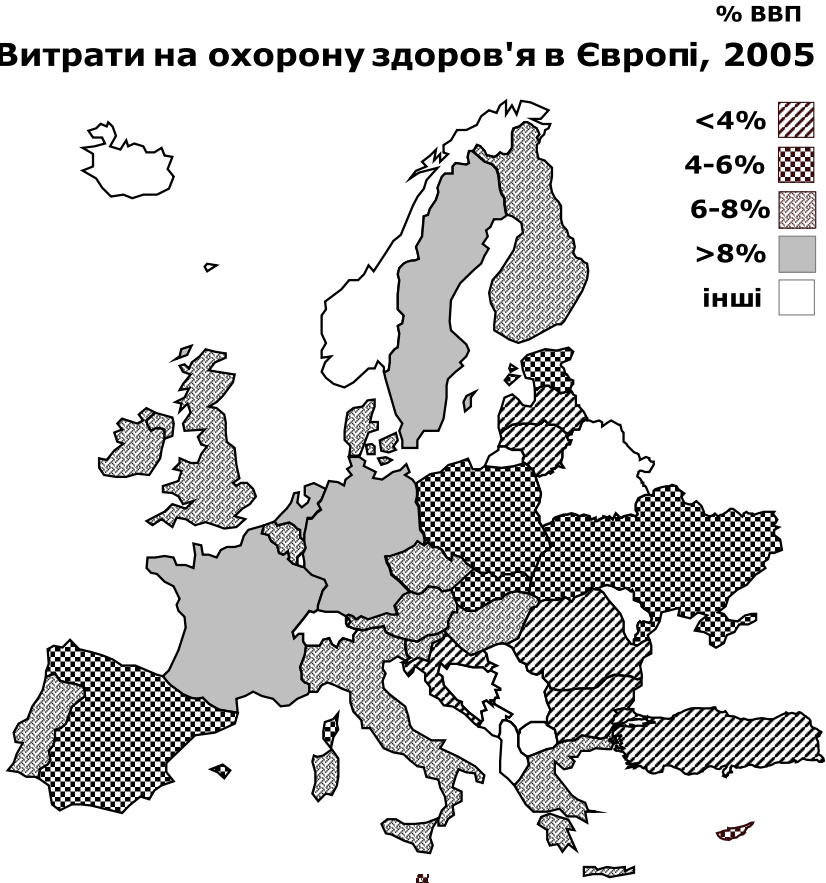 % ВВП
Витрати на охорону здоров'я в Європі, 2005
<4%
4-6%
6-8%
>8%
інші